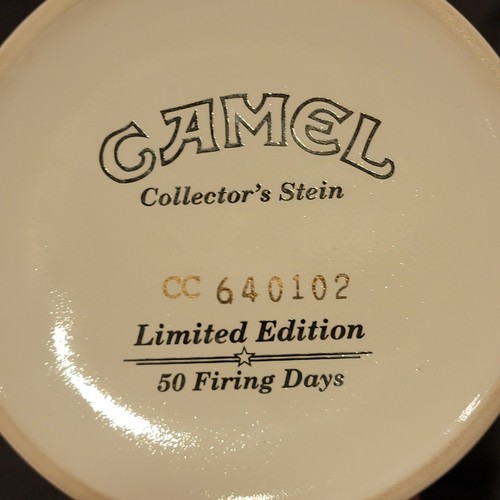 CAMEL
Collector's Stein
CC 640102
Limited Edition
50 Firing Days